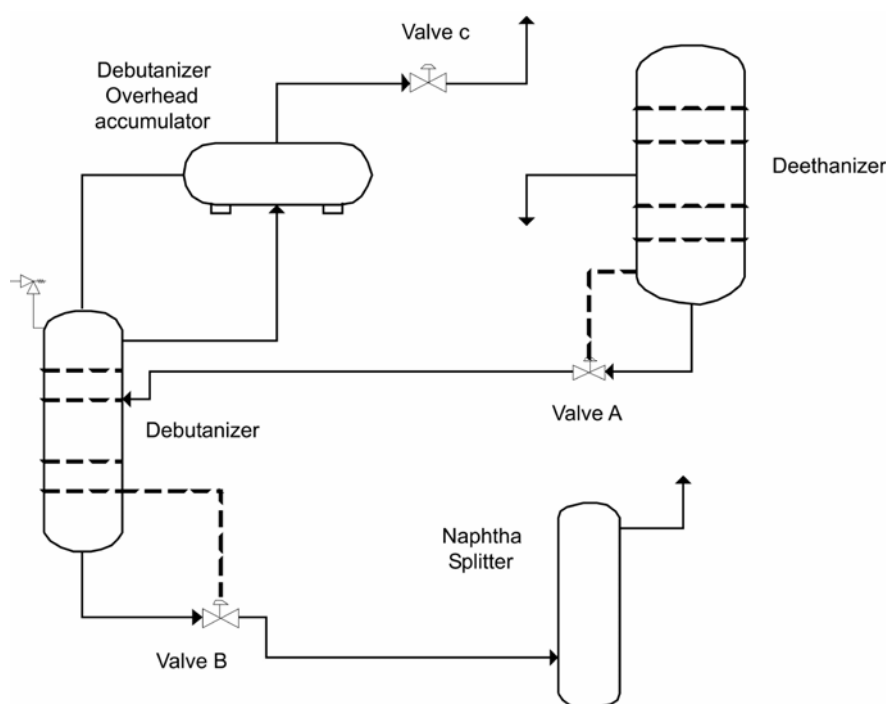 Valve c
Debutanizer
Overhead
accumulator
Deethanizer
Valve A
Debutanizer
Naphtha
Splitter
Valve B